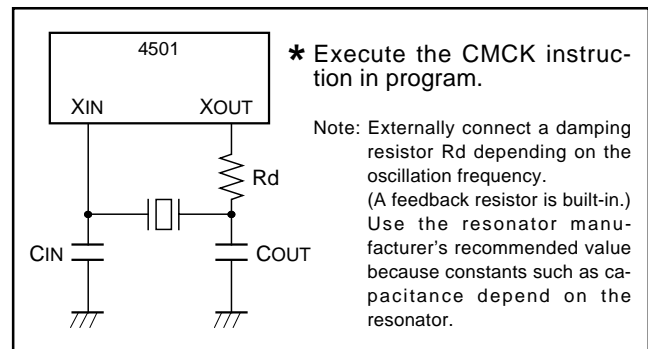 4501
XIN XOUT
Rd
CIN COUT
* Execute the CMCK instruc-
tion in program.
Note: Externally connect a damping
resistor Rd depending on the
oscillation frequency.
(A feedback resistor is built-in.)
Use the resonator manu-
facturer's recommended value
because constants such as ca-
pacitance depend on the
resonator.